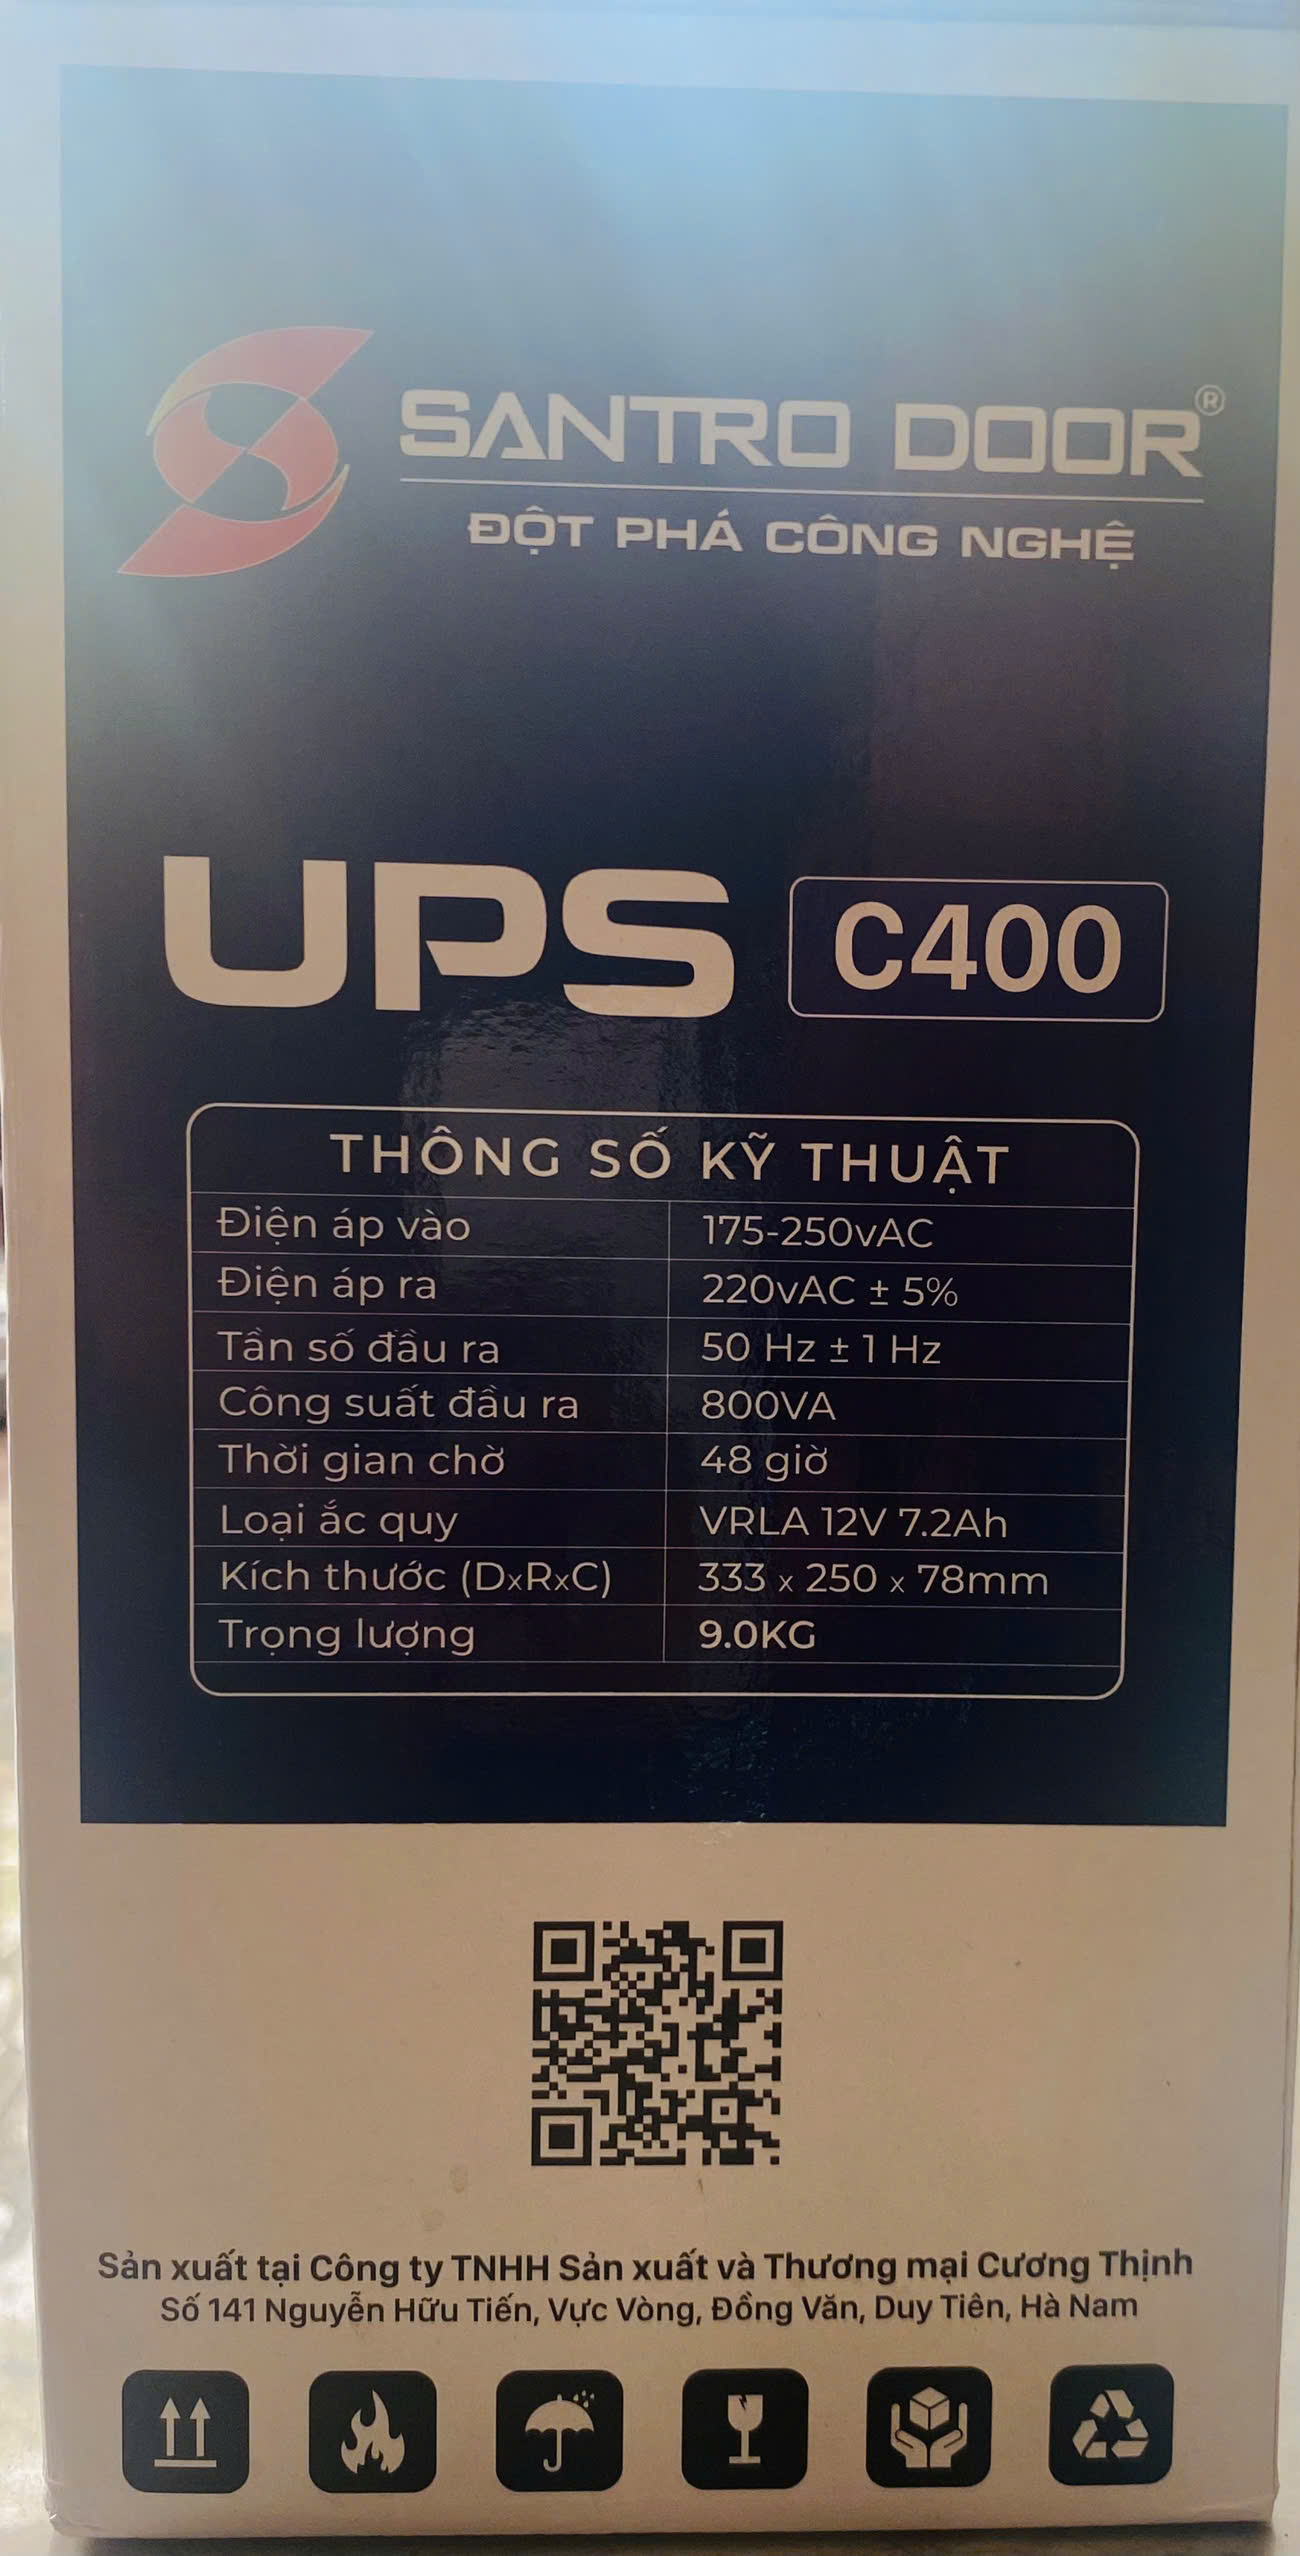 SANTRO DOOR®
ĐỘT PHÁ CÔNG NGHỆ
UPS C400
THÔNG SỐ KỸ THUẬT
Điện áp vào 175-250vAC
Điện áp ra 220vAC ± 5%
Tần số đầu ra 50 Hz ± 1 Hz
Công suất đầu ra 800VA
Thời gian chờ 48 giờ
Loại ắc quy VRLA 12V 7.2Ah
Kích thước (DxRxC) 333 x 250 x 78mm
Trọng lượng 9.0KG
Sản xuất tại Công ty TNHH Sản xuất và Thương mại Cương Thịnh
Số 141 Nguyễn Hữu Tiến, Vực Vòng, Đồng Văn, Duy Tiên, Hà Nam